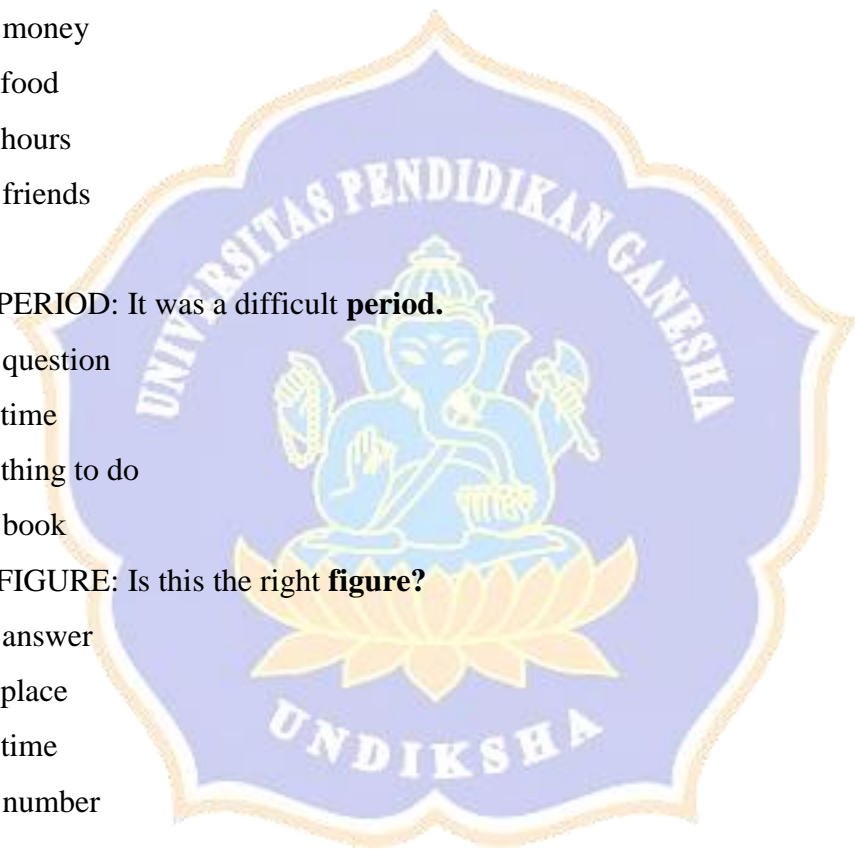 money
food
hours
friends
PERIOD: It was a difficult period.
question
time
thing to do
book
FIGURE: Is this the right figure?
answer
place
time
number
UNIVERSITAS PENDIDIKAN GANESHA
UNDIKSHA